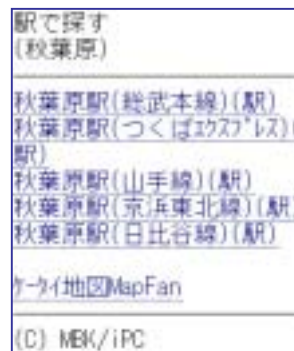 駅で探す
(秋葉原)
秋葉原駅(総武本線)(駅)
秋葉原駅(つくばｴｸｽﾌﾟﾚｽ)(
駅)
秋葉原駅(山手線)(駅)
秋葉原駅(京浜東北線)(駅
秋葉原駅(日比谷線)(駅)
ｹｰﾀｲ地図MapFan
(C) MBK/iPC